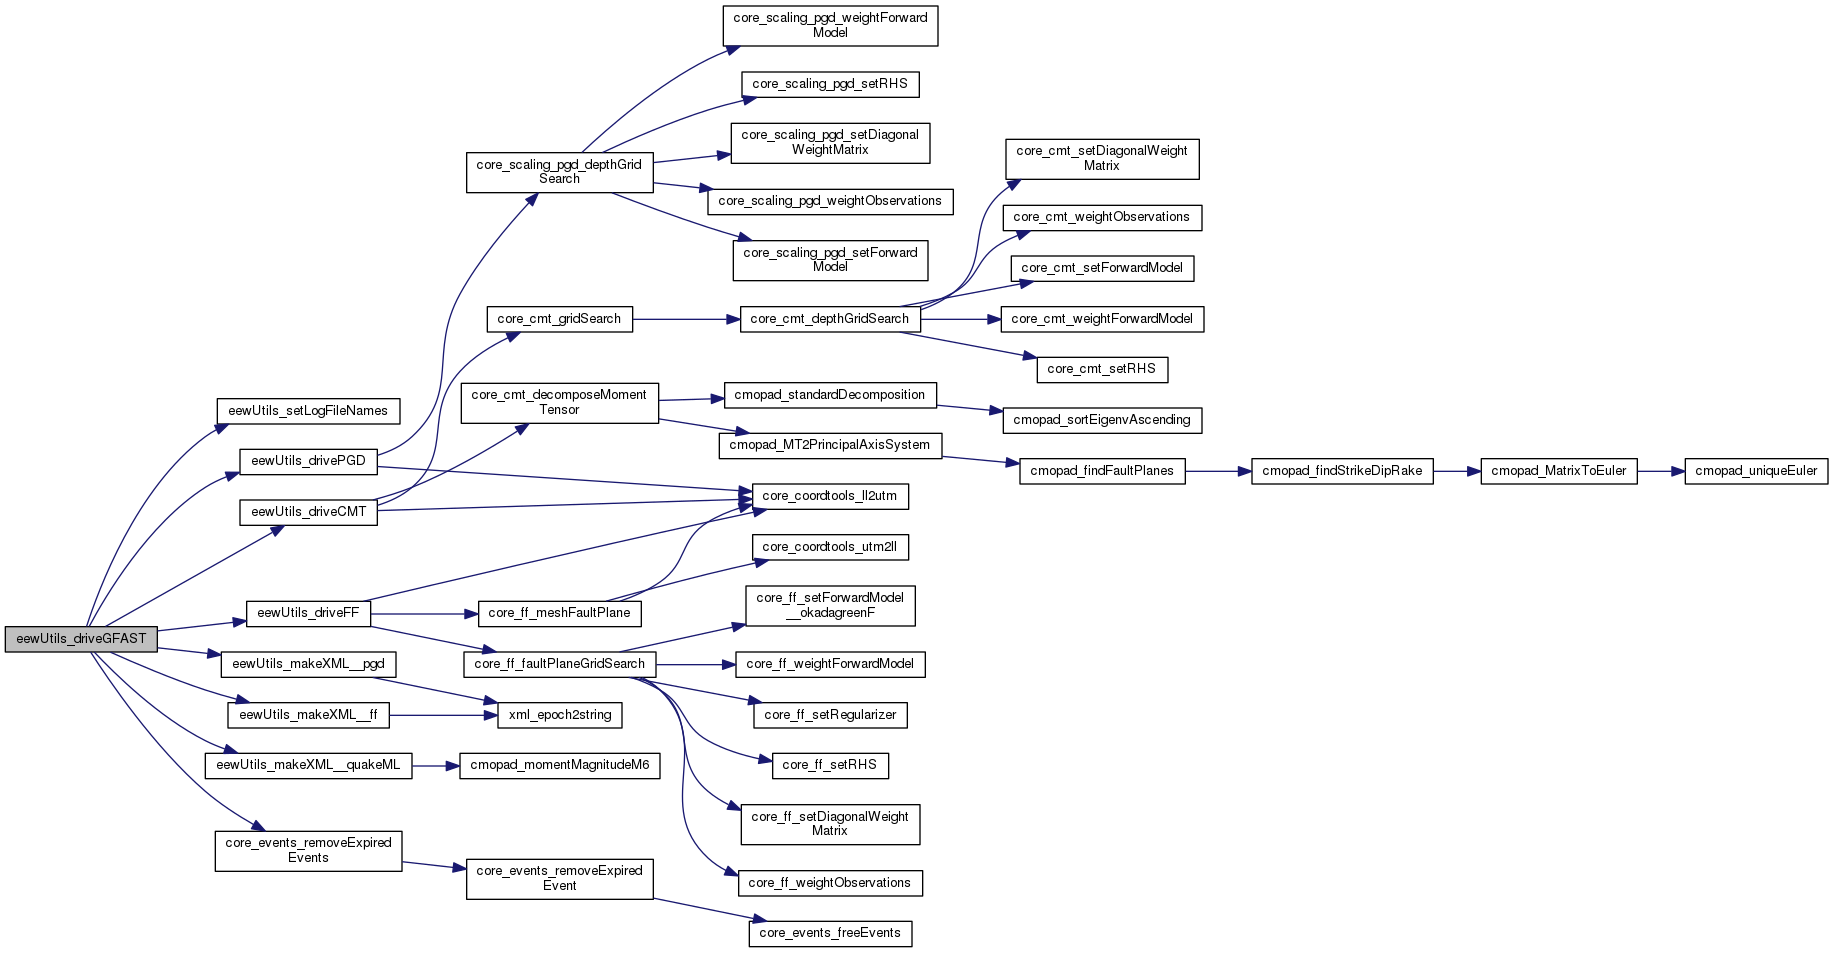 core_scaling_pgd_weightForward
Model
core_scaling_pgd_setRHS
core_scaling_pgd_setDiagonal
WeightMatrix
core_scaling_pgd_depthGrid
Search
core_scaling_pgd_weightObservations
core_scaling_pgd_setForward
Model
core_cmt_setDiagonalWeight
Matrix
core_cmt_weightObservations
core_cmt_setForwardModel
core_cmt_gridSearch
core_cmt_depthGridSearch
core_cmt_weightForwardModel
core_cmt_setRHS
core_cmt_decomposeMoment
Tensor
cmopad_standardDecomposition
cmopad_sortEigenvAscending
eewUtils_setLogFileNames
cmopad_MT2PrincipalAxisSystem
eewUtils_drivePGD
cmopad_findFaultPlanes
cmopad_findStrikeDipRake
cmopad_MatrixToEuler
cmopad_uniqueEuler
core_coordtools_ll2utm
eewUtils_driveCMT
core_coordtools_utm2ll
core_ff_setForwardModel
__okadagreenF
eewUtils_driveFF
core_ff_meshFaultPlane
eewUtils_driveGFAST
eewUtils_makeXML__pgd
core_ff_faultPlaneGridSearch
core_ff_weightForwardModel
eewUtils_makeXML__ff
xml_epoch2string
core_ff_setRegularizer
eewUtils_makeXML__quakeML
cmopad_momentMagnitudeM6
core_ff_setRHS
core_ff_setDiagonalWeight
Matrix
core_events_removeExpired
Events
core_events_removeExpired
Event
core_ff_weightObservations
core_events_freeEvents